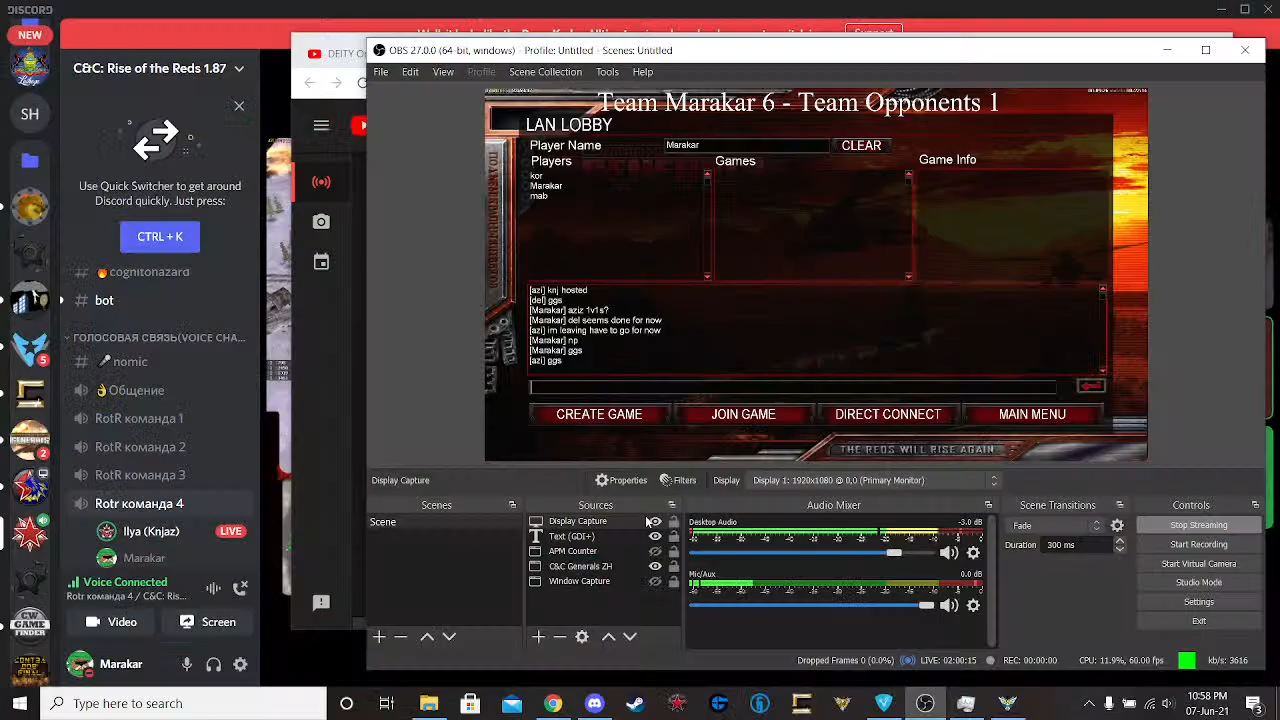 DISCORD
NEW
C&C: Rise of the Reds 1.87
Use Quick Switcher to get around
Discord quickly. Just press:
CTRL + K
cognitonazard
bot
ГОЛОСОВАЯ СВЯЗЬ(VOICE CHA...
nomic
Общение
RotR команда 1
RotR команда 2
RotR команда 3
RotR команда 4
Ilya (Knjaz)
LIVE
Marakar
Voice Connected
Rotr команда 4 / C&C: Ris...
Video
Screen
Marakar
SH
5
2
DEITY O
OBS 27.0.0 (64-bit, windows) - Profile: Untitled - Scenes: Untitled
File Edit View Profile Scene Collection Tools Help
Team Marakar 6 - Team Opponents 1
LAN LOBBY
Player Name
Marakar
CLEAR
Players
Games
Game Info
kor
Marakar
mab
[azi] knj hosted
[del] ggs
[Marakar] aziz 1v1s?
[Marakar] del seems done for now
[azi] im leaving have to go for now
[Marakar] np
[Marakar] ggs
[azi] ggs
CREATE GAME
JOIN GAME
DIRECT CONNECT
MAIN MENU
THE REDS WILL RISE AGAIN
Display Capture
Properties
Filters
Display
Display 1: 1920x1080 @ 0,0 (Primary Monitor)
Scenes
Scene
Sources
Display Capture
Text (GDI+)
APM Counter
C&C Generals ZH
Window Capture
Audio Mixer
Desktop Audio
-3.0 dB
Mic/Aux
0.0 dB
Scene Transitions
Fade
Duration
300 ms
Controls
Stop Streaming
Start Recording
Start Virtual Camera
Studio Mode
Settings
Exit
Dropped Frames 0 (0.0%)
LIVE: 02:00:15
REC: 00:00:00
CPU: 11.9%, 60.00 fps
kb/s: 3616
Type here to search
10:58 PM
07-Jun-21